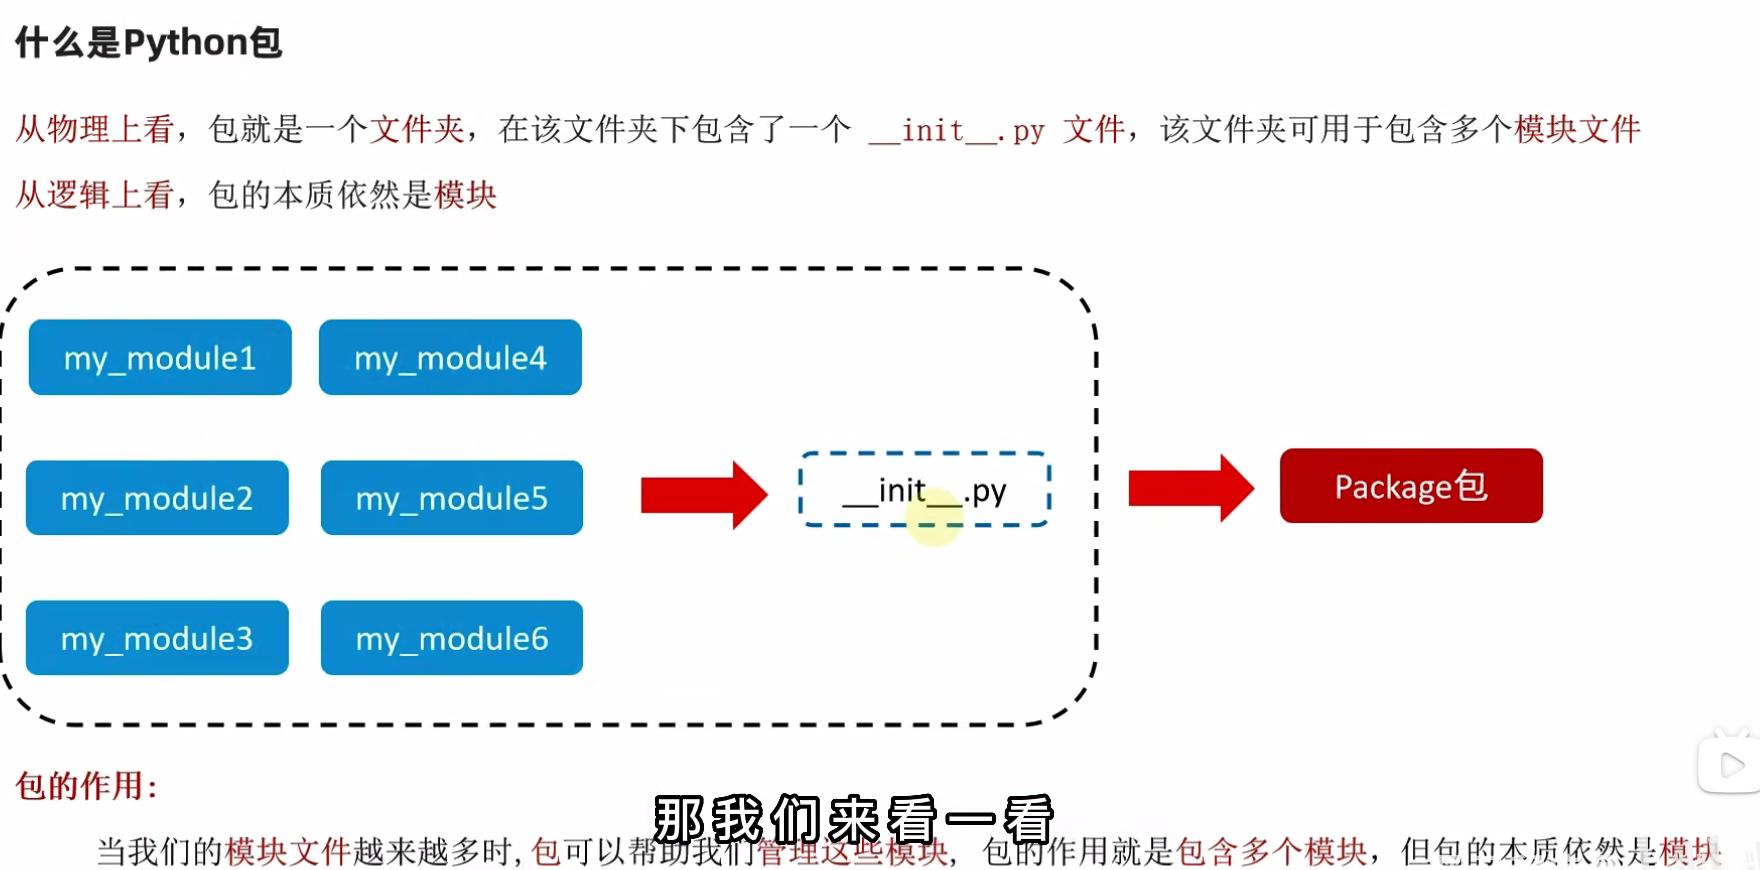 什么是Python包
从物理上看，包就是一个文件夹，在该文件夹下包含了一个 __init__.py 文件，该文件夹可用于包含多个模块文件
从逻辑上看，包的本质依然是模块
my_module1 my_module4
my_module2 my_module5 __init__.py Package包
my_module3 my_module6
包的作用:
那我们来看一看
当我们的模块文件越来越多时,包可以帮助我们管理这些模块, 包的作用就是包含多个模块，但包的本质依然是模块